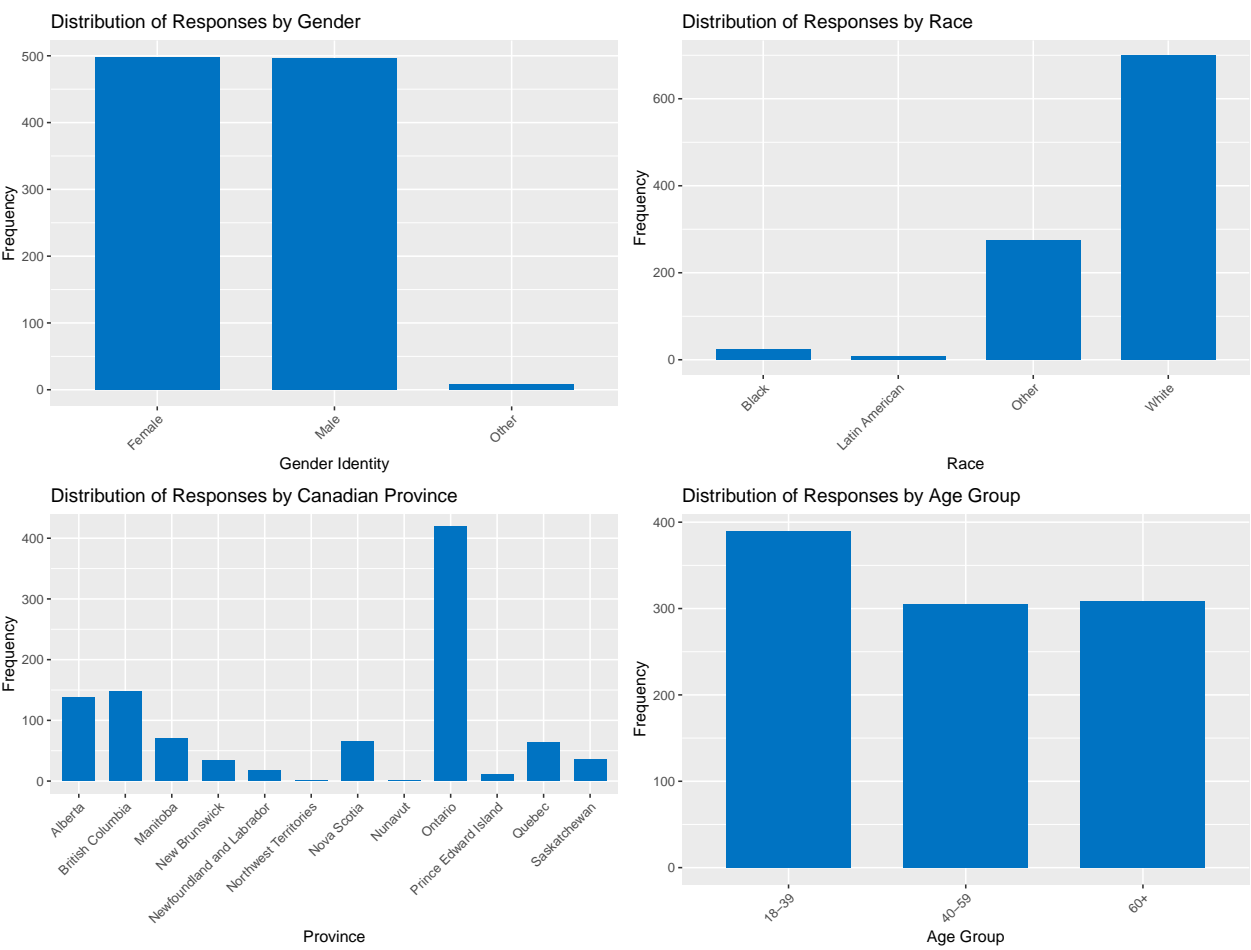 Distribution of Responses by Gender
Frequency
500
400
300
200
100
0
Female
Male
Other
Gender Identity
Distribution of Responses by Race
Frequency
600
400
200
0
Black
Latin American
Other
White
Race
Distribution of Responses by Canadian Province
Frequency
400
300
200
100
0
Alberta
British Columbia
Manitoba
New Brunswick
Newfoundland and Labrador
Northwest Territories
Nova Scotia
Nunavut
Ontario
Prince Edward Island
Quebec
Saskatchewan
Province
Distribution of Responses by Age Group
Frequency
400
300
200
100
0
18–39
40–59
60+
Age Group